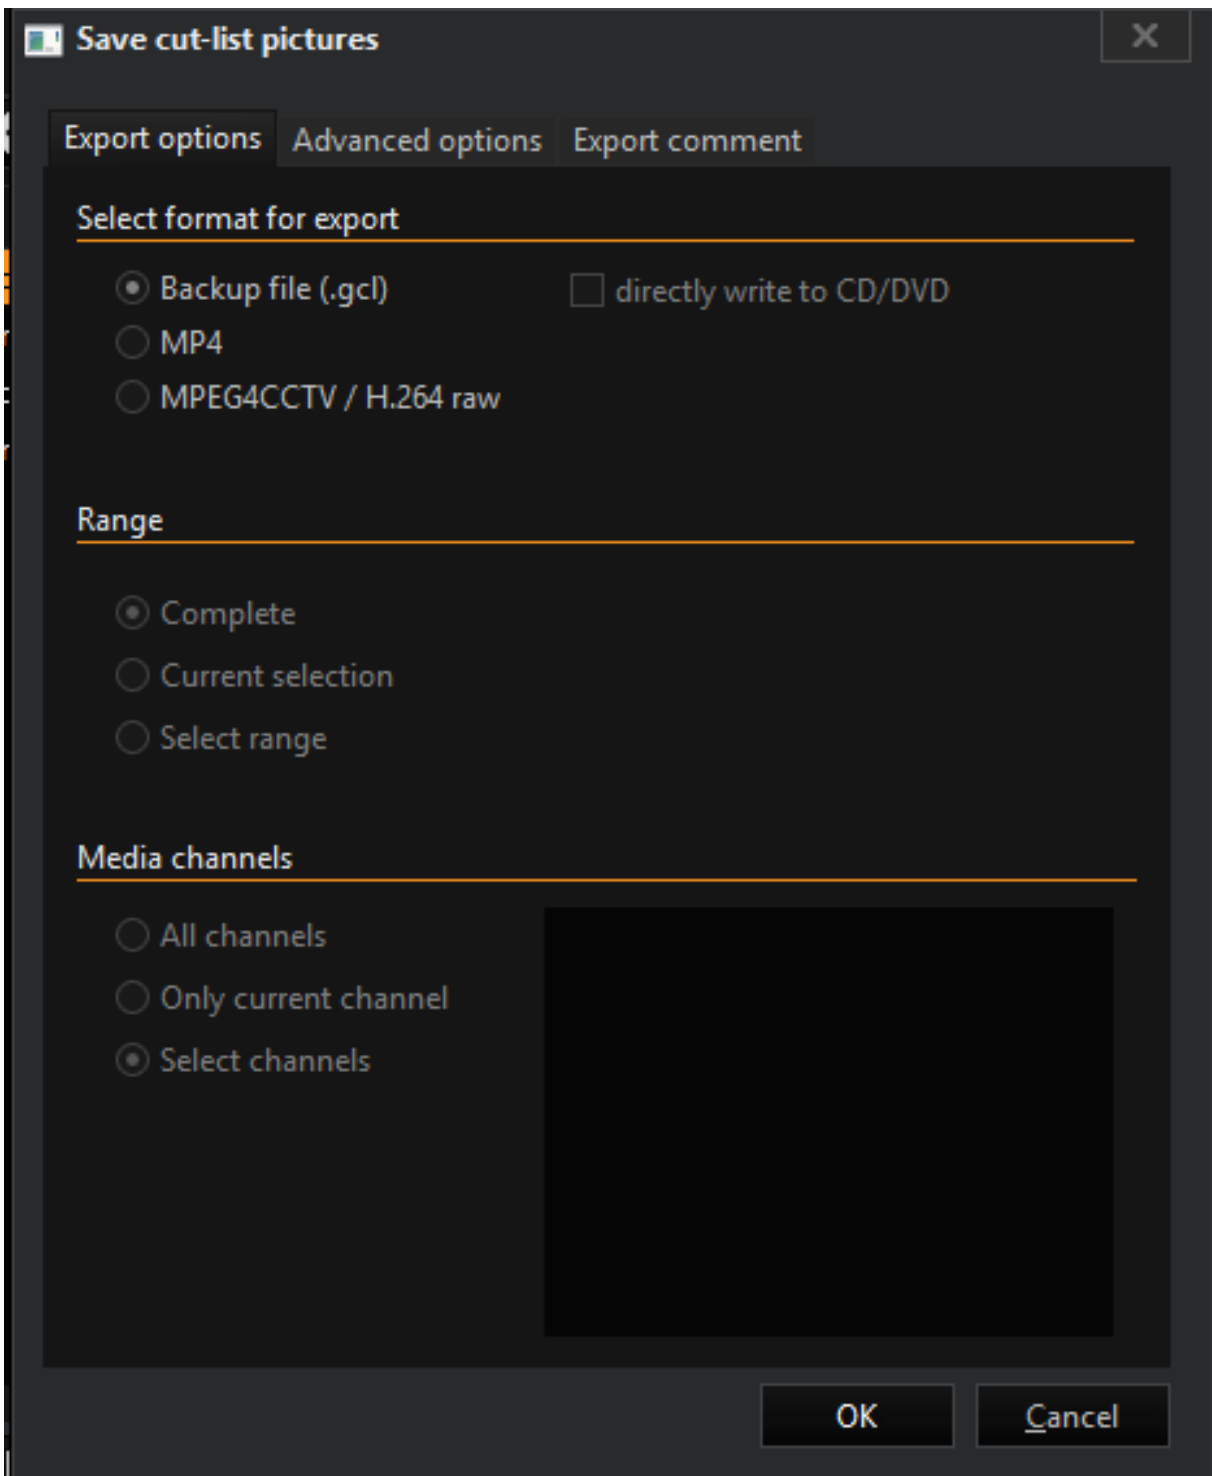 Save cut-list pictures
Export options Advanced options Export comment
Select format for export
Backup file (.gcl) directly write to CD/DVD
MP4
MPEG4CCTV / H.264 raw
Range
Complete
Current selection
Select range
Media channels
All channels
Only current channel
Select channels
OK Cancel